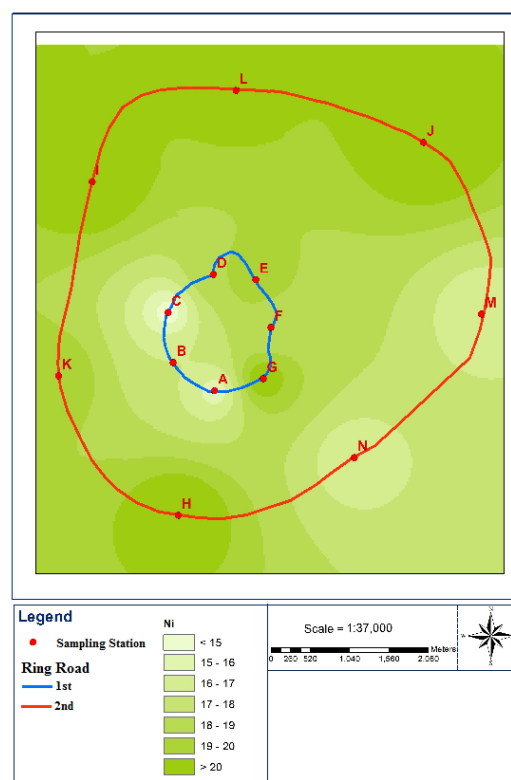 L
J
I
D
E
C
M
F
B
K
G
A
N
H
Legend
Sampling Station
Ring Road
1st
2nd
Ni
< 15
15 - 16
16 - 17
17 - 18
18 - 19
19 - 20
> 20
Scale = 1:37,000
Meters
0 260 520 1,040 1,560 2,080